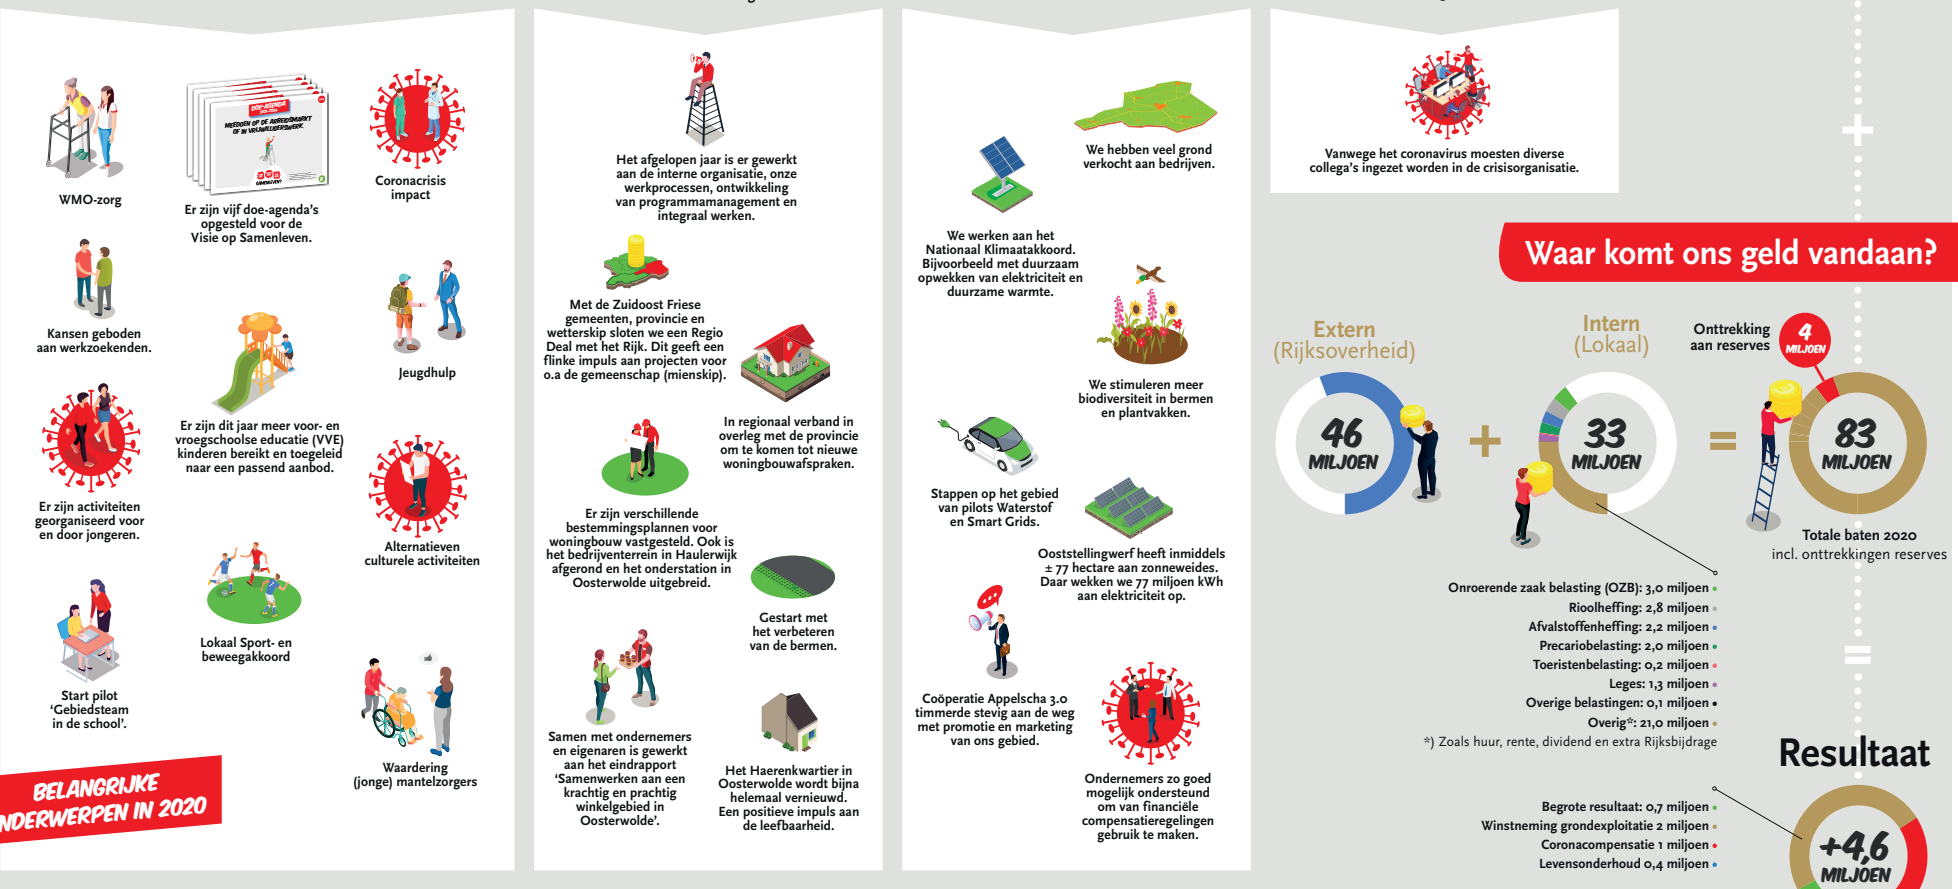 DOE-AGENDA
MEEDOEN OP DE ARBEIDSMARKT
OF IN VRIJWILLIGERSWERK.
WMO-zorg
Er zijn vijf doe-agenda's
opgesteld voor de
Visie op Samenleven.
Coronacrisis
impact
Kansen geboden
aan werkzoekenden.
Jeugdhulp
Er zijn dit jaar meer voor- en
vroegschoolse educatie (VVE)
kinderen bereikt en toegeleid
naar een passend aanbod.
Er zijn activiteiten
georganiseerd voor
en door jongeren.
Alternatieven
culturele activiteiten
Lokaal Sport- en
beweegakkoord
Start pilot
‘Gebiedsteam
in de school’.
Waardering
(jonge) mantelzorgers
BELANGRIJKE
NDERWERPEN IN 2020
Het afgelopen jaar is er gewerkt
aan de interne organisatie, onze
werkprocessen, ontwikkeling
van programmamanagement en
integraal werken.
Met de Zuidoost Friese
gemeenten, provincie en
wetterskip sloten we een Regio
Deal met het Rijk. Dit geeft een
flinke impuls aan projecten voor
o.a de gemeenschap (mienskip).
In regionaal verband in
overleg met de provincie
om te komen tot nieuwe
woningbouwafspraken.
Er zijn verschillende
bestemmingsplannen voor
woningbouw vastgesteld. Ook is
het bedrijventerrein in Haulerwijk
afgerond en het onderstation in
Oosterwolde uitgebreid.
Gestart met
het verbeteren
van de bermen.
Samen met ondernemers
en eigenaren is gewerkt
aan het eindrapport
‘Samenwerken aan een
krachtig en prachtig
winkelgebied in
Oosterwolde’.
Het Haerenkwartier in
Oosterwolde wordt bijna
helemaal vernieuwd.
Een positieve impuls aan
de leefbaarheid.
We hebben veel grond
verkocht aan bedrijven.
We werken aan het
Nationaal Klimaatakkoord.
Bijvoorbeeld met duurzaam
opwekken van elektriciteit en
duurzame warmte.
We stimuleren meer
biodiversiteit in bermen
en plantvakken.
Stappen op het gebied
van pilots Waterstof
en Smart Grids.
Ooststellingwerf heeft inmiddels
± 77 hectare aan zonneweides.
Daar wekken we 77 miljoen kWh
aan elektriciteit op.
Coöperatie Appelscha 3.0
timmerde stevig aan de weg
met promotie en marketing
van ons gebied.
Ondernemers zo goed
mogelijk ondersteund
om van financiële
compensatieregelingen
gebruik te maken.
Vanwege het coronavirus moesten diverse
collega's ingezet worden in de crisisorganisatie.
+
Waar komt ons geld vandaan?
Extern
(Rijksoverheid)
46
MILJOEN
+
Intern
(Lokaal)
33
MILJOEN
=
Onttrekking
aan reserves
4
MILJOEN
83
MILJOEN
Totale baten 2020
incl. onttrekkingen reserves
Onroerende zaak belasting (OZB): 3,0 miljoen
Rioolheffing: 2,8 miljoen
Afvalstoffenheffing: 2,2 miljoen
Precariobelasting: 2,0 miljoen
Toeristenbelasting: 0,2 miljoen
Leges: 1,3 miljoen
Overige belastingen: 0,1 miljoen
Overig*: 21,0 miljoen
*) Zoals huur, rente, dividend en extra Rijksbijdrage
=
Resultaat
Begrote resultaat: 0,7 miljoen
Winstneming grondexploitatie 2 miljoen
Coronacompensatie 1 miljoen
Levensonderhoud 0,4 miljoen
+4,6
MILJOEN